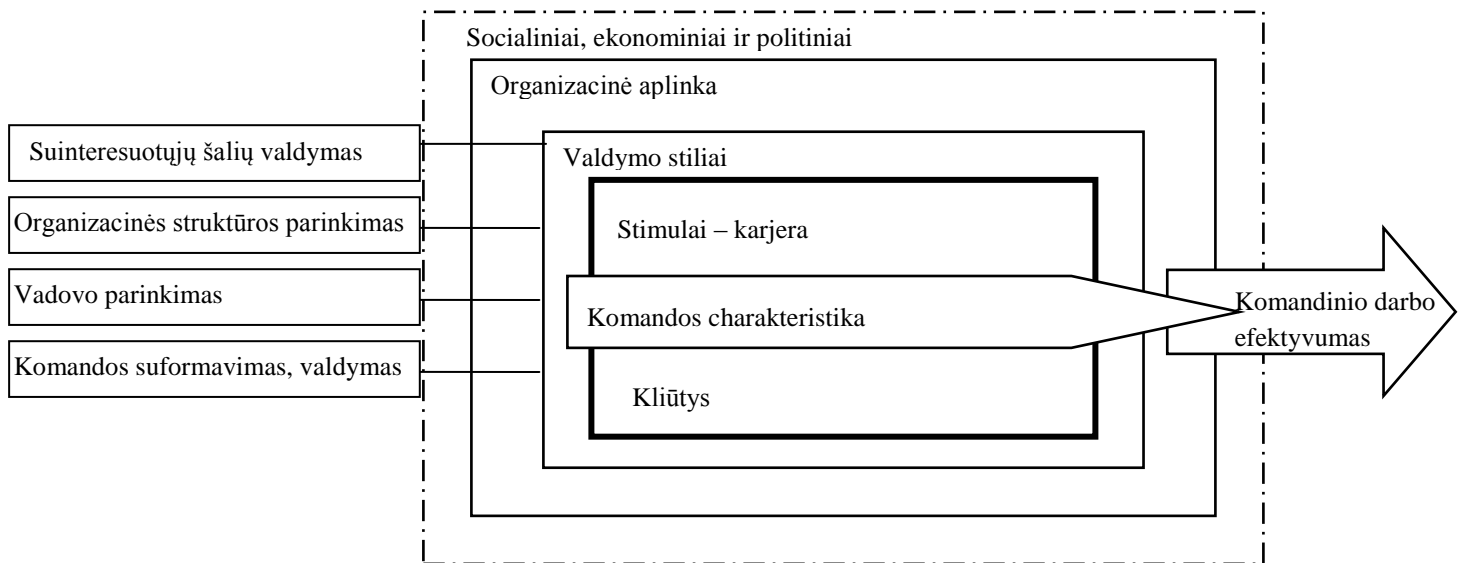 Socialiniai, ekonominiai ir politiniai
Organizacinė aplinka
Suinteresuotųjų šalių valdymas
Valdymo stiliai
Organizacinės struktūros parinkimas
Stimulai – karjera
Vadovo parinkimas
Komandos charakteristika
Komandinio darbo
efektyvumas
Komandos suformavimas, valdymas
Kliūtys